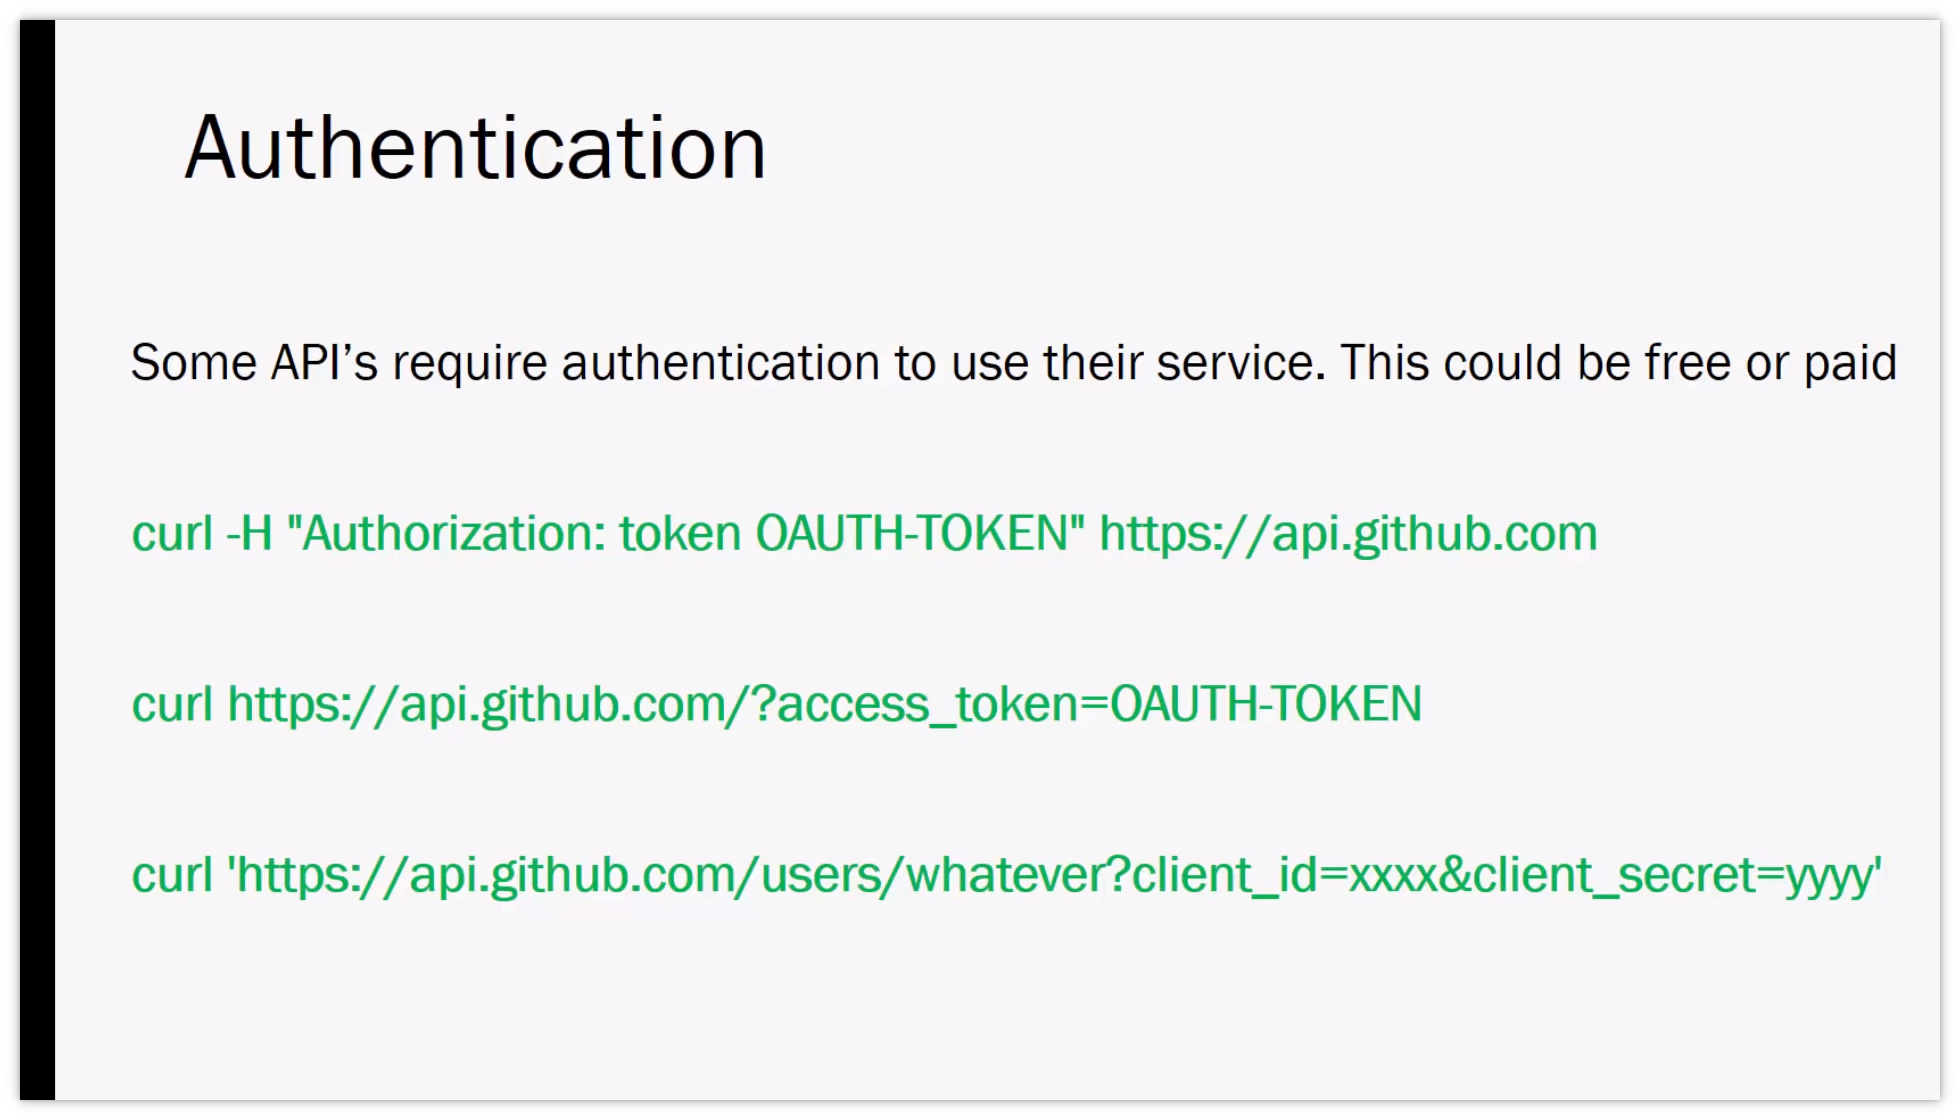 Authentication
Some API’s require authentication to use their service. This could be free or paid
curl -H "Authorization: token OAUTH-TOKEN" https://api.github.com
curl https://api.github.com/?access_token=OAUTH-TOKEN
curl 'https://api.github.com/users/whatever?client_id=xxxx&client_secret=yyyy'